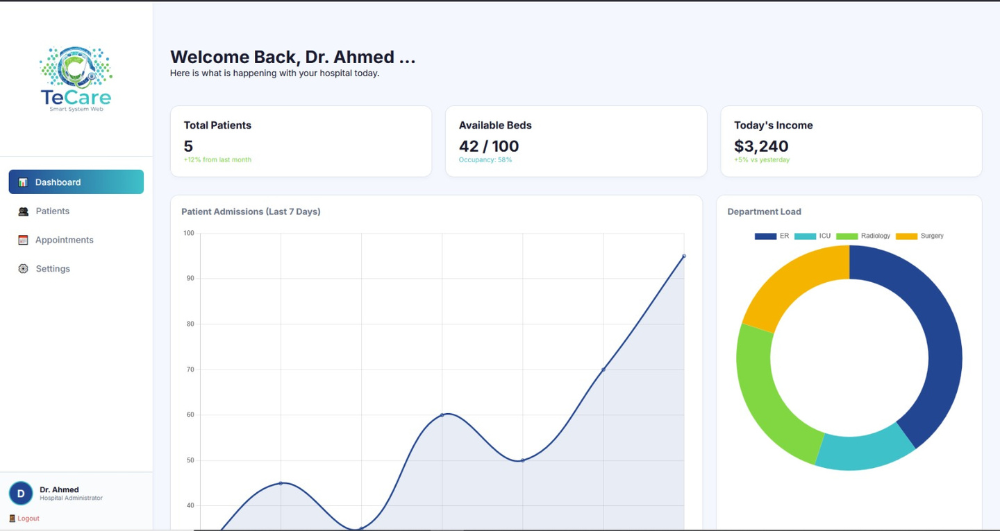 TeCare
Smart System Web
Dashboard
Patients
Appointments
Settings
D
Dr. Ahmed
Hospital Administrator
Logout
Welcome Back, Dr. Ahmed ...
Here is what is happening with your hospital today.
Total Patients
5
+12% from last month
Available Beds
42 / 100
Occupancy: 58%
Today's Income
$3,240
+5% vs yesterday
Patient Admissions (Last 7 Days)
100
90
80
70
60
50
40
Department Load
ER ICU Radiology Surgery